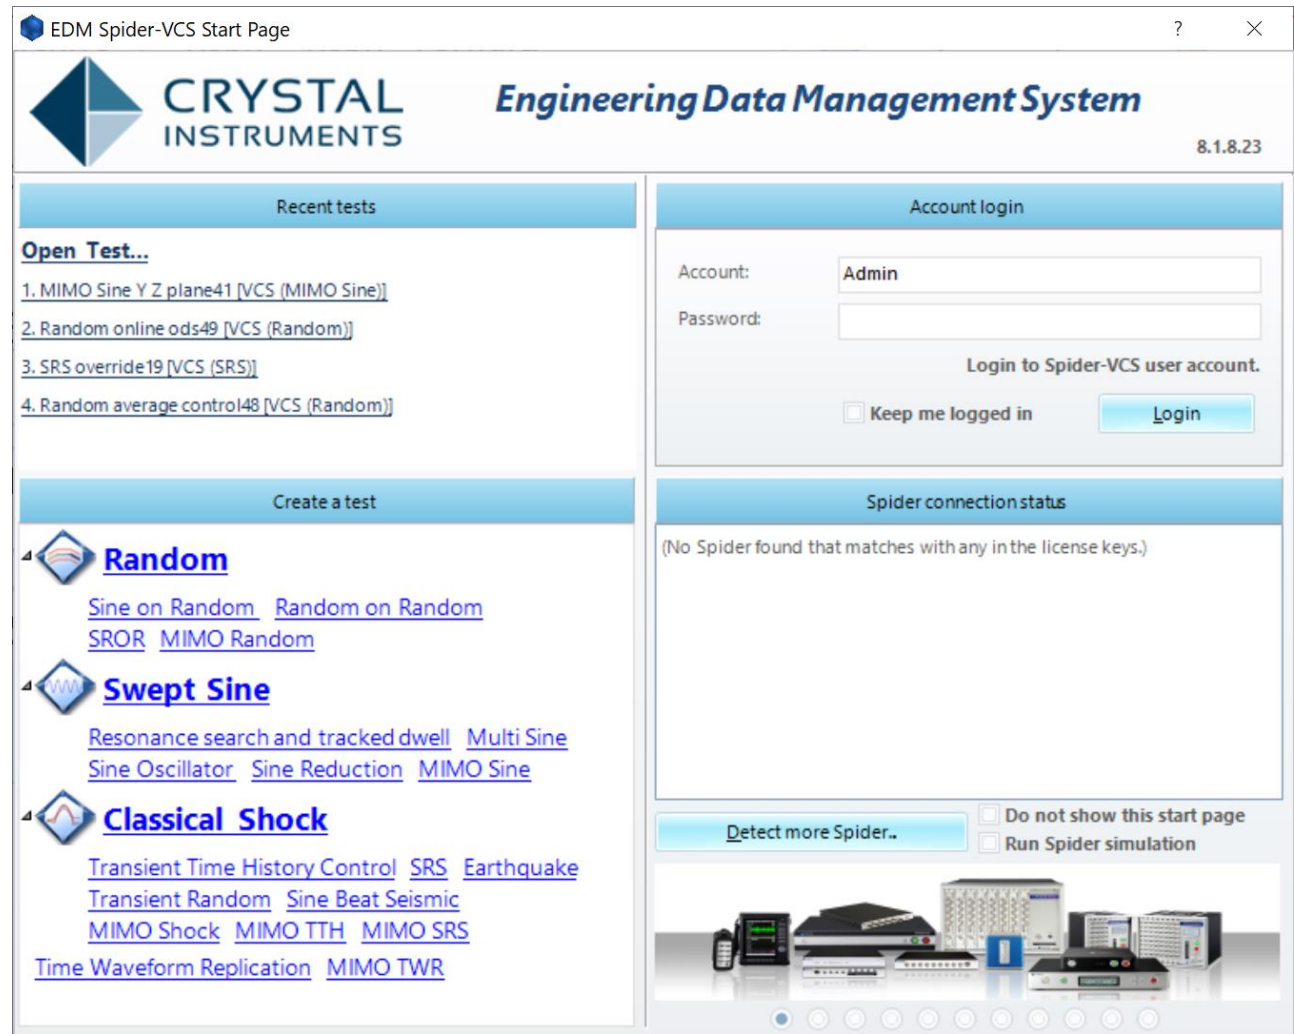 EDM Spider-VCS Start Page
?
CRYSTAL
INSTRUMENTS
Engineering Data Management System
8.1.8.23
Recent tests
Open Test...
1. MIMO Sine Y Z plane41 [VCS (MIMO Sine)]
2. Random online ods49 [VCS (Random)]
3. SRS override19 [VCS (SRS)]
4. Random average control48 [VCS (Random)]
Account login
Account:
Admin
Password:
Login to Spider-VCS user account.
Keep me logged in
Login
Create a test
Random
Sine on Random Random on Random
SROR MIMO Random
Swept Sine
Resonance search and tracked dwell Multi Sine
Sine Oscillator Sine Reduction MIMO Sine
Classical Shock
Transient Time History Control SRS Earthquake
Transient Random Sine Beat Seismic
MIMO Shock MIMO TTH MIMO SRS
Time Waveform Replication MIMO TWR
Spider connection status
(No Spider found that matches with any in the license keys.)
Detect more Spider..
Do not show this start page
Run Spider simulation